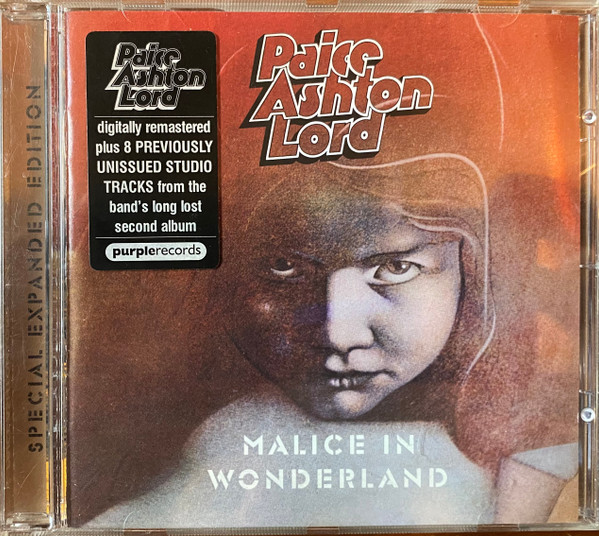 SPECIAL EXPANDED EDITION
Paice
Ashton
Lord
digitally remastered
plus 8 PREVIOUSLY
UNISSUED STUDIO
TRACKS from the
band's long lost
second album
purplerecords
Paice
Ashton
Lord
MALICE IN
WONDERLAND